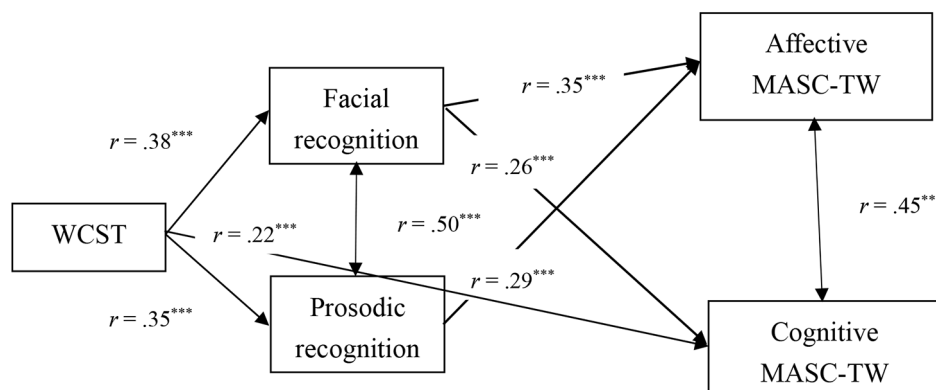 Affective
MASC-TW
Facial
recognition
r = .35***
r = .38***
r = .26***
WCST
r = .22***
r = .50***
r = .45**
r = .29***
r = .35***
Prosodic
recognition
Cognitive
MASC-TW